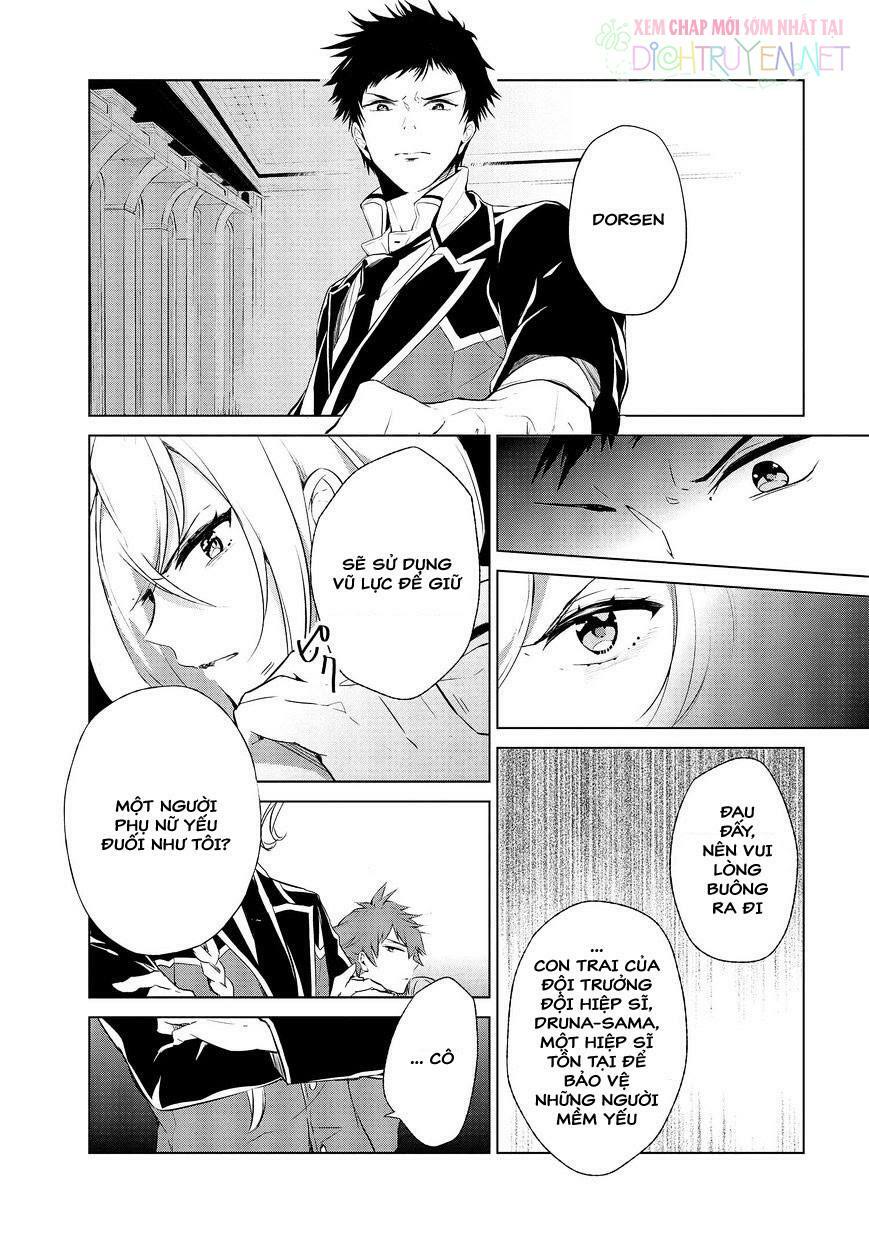 XEM CHAP MỚI SỚM NHẤT TẠI
DICHTRUYEN.NET
DORSEN
ĐAU
ĐẤY,
NÊN VUI
LÒNG
BUÔNG
RA ĐI
...
CON TRAI CỦA
ĐỘI TRƯỞNG
ĐỘI HIỆP SĨ,
DRUNA-SAMA,
MỘT HIỆP SĨ
TỒN TẠI ĐỂ
BẢO VỆ
NHỮNG NGƯỜI
MỀM YẾU
SẼ SỬ DỤNG
VŨ LỰC ĐỂ GIỮ
ピク
MỘT NGƯỜI
PHỤ NỮ YẾU
ĐUỐI NHƯ TÔI?
... CÔ